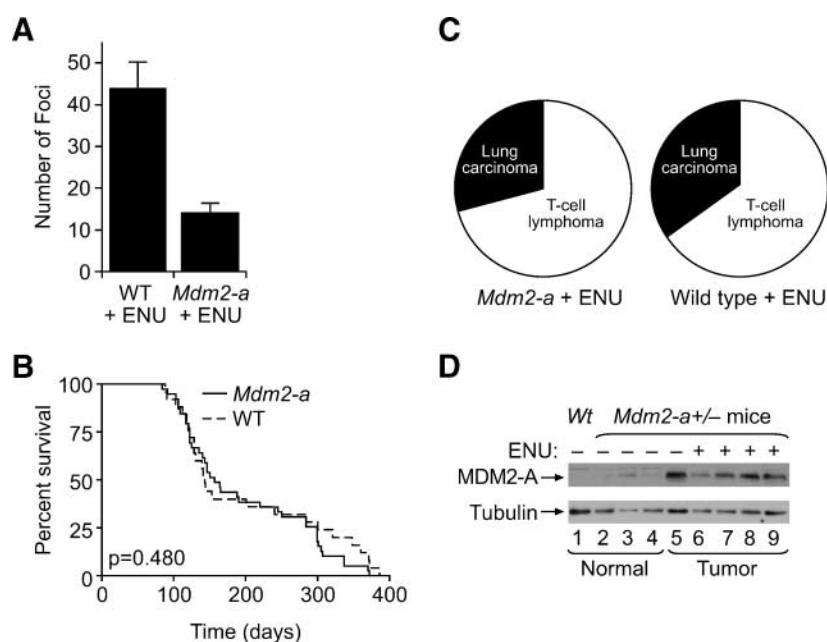 A
Number of Foci
50
40
30
20
10
0
WT
+ ENU
Mdm2-a
+ ENU
B
Percent survival
100
75
50
25
0
Mdm2-a
WT
p=0.480
0
100
200
300
400
Time (days)
C
Lung
carcinoma
T-cell
lymphoma
Mdm2-a + ENU
Lung
carcinoma
T-cell
lymphoma
Wild type + ENU
D
Wt
Mdm2-a+/– mice
ENU: – – – – – + + + +
MDM2-A
Tubulin
1 2 3 4 5 6 7 8 9
Normal
Tumor